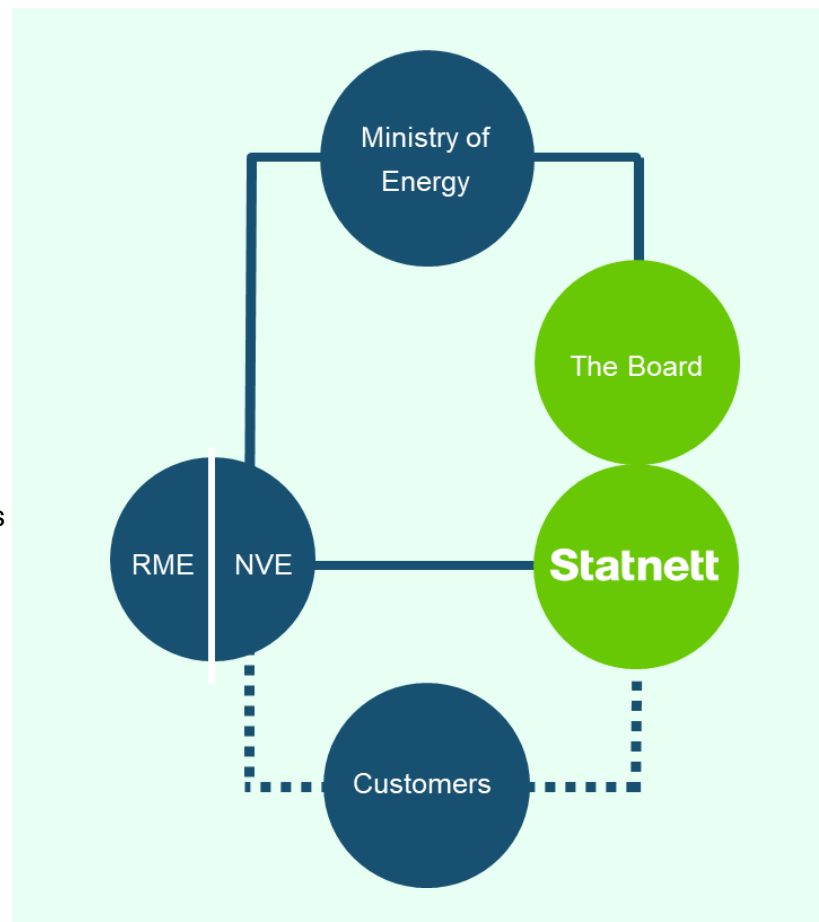 Ministry of
Energy
The Board
s
RME NVE
Statnett
Customers